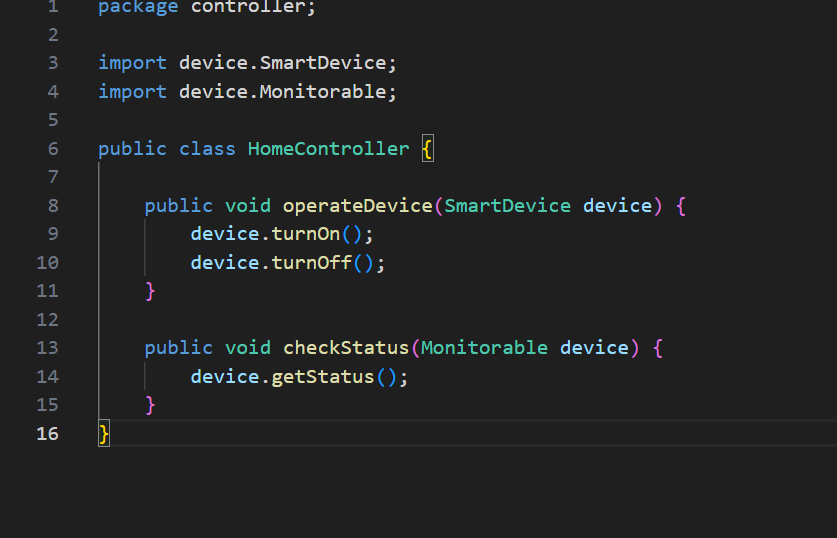 1 package controller;
2
3 import device.SmartDevice;
4 import device.Monitorable;
5
6 public class HomeController {
7
8     public void operateDevice(SmartDevice device) {
9         device.turnOn();
10         device.turnOff();
11     }
12
13     public void checkStatus(Monitorable device) {
14         device.getStatus();
15     }
16 }